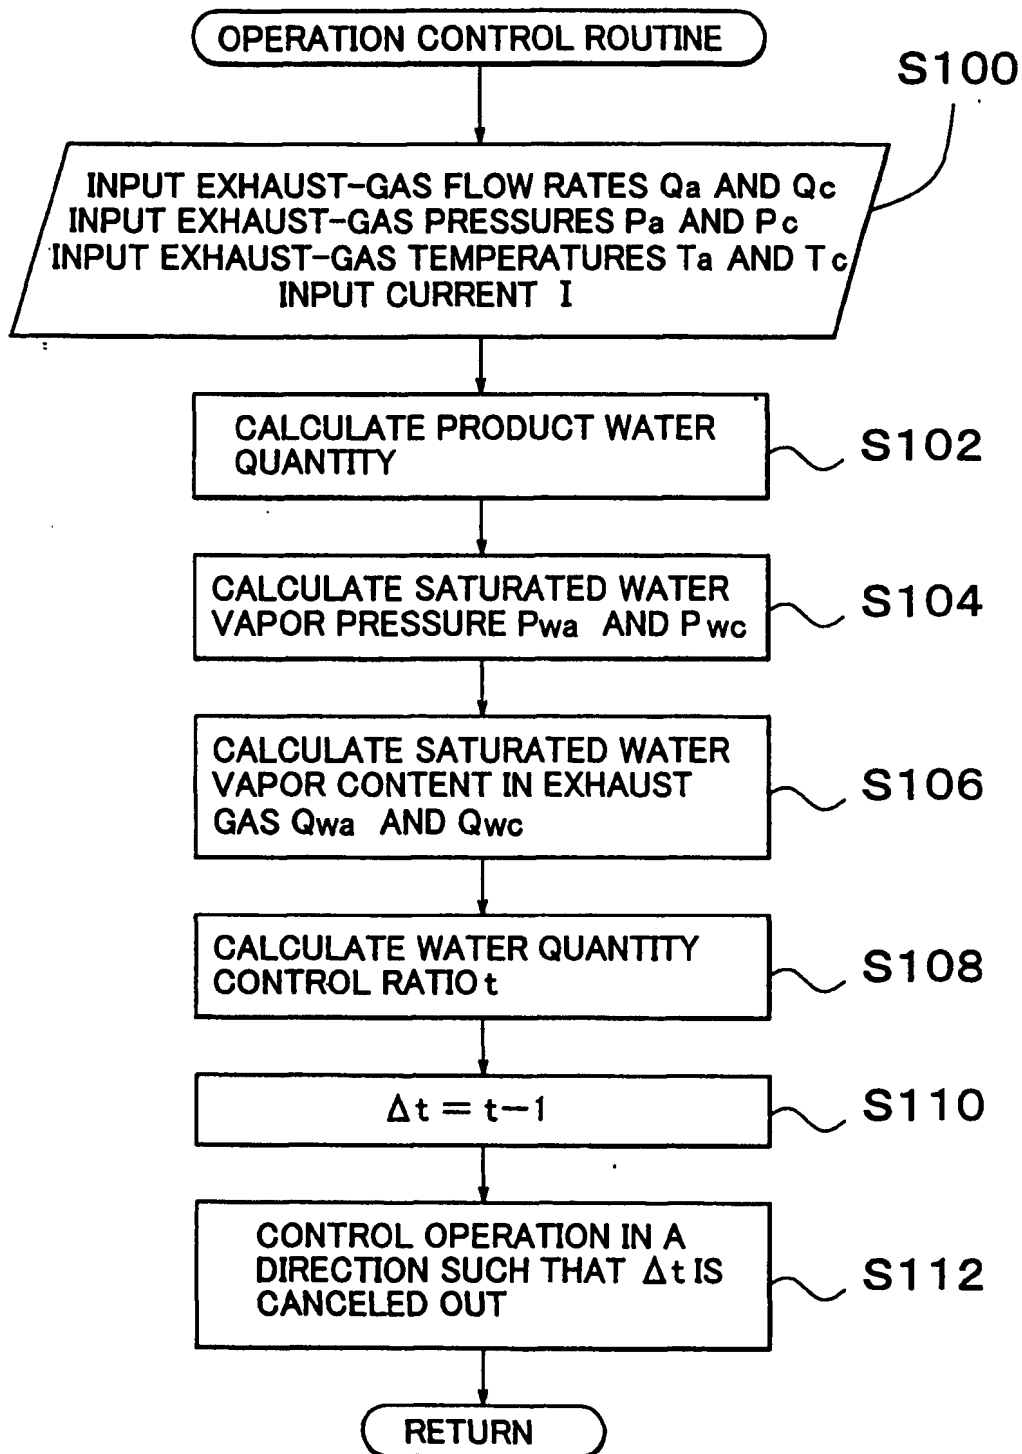 OPERATION CONTROL ROUTINE
S100
INPUT EXHAUST-GAS FLOW RATES Qa AND Qc
INPUT EXHAUST-GAS PRESSURES Pa AND Pc
INPUT EXHAUST-GAS TEMPERATURES Ta AND Tc
INPUT CURRENT I
CALCULATE PRODUCT WATER
QUANTITY
S102
CALCULATE SATURATED WATER
VAPOR PRESSURE Pwa AND Pwc
S104
CALCULATE SATURATED WATER
VAPOR CONTENT IN EXHAUST
GAS Qwa AND Qwc
S106
CALCULATE WATER QUANTITY
CONTROL RATIO t
S108
Δt = t-1
S110
CONTROL OPERATION IN A
DIRECTION SUCH THAT Δt IS
CANCELED OUT
S112
RETURN